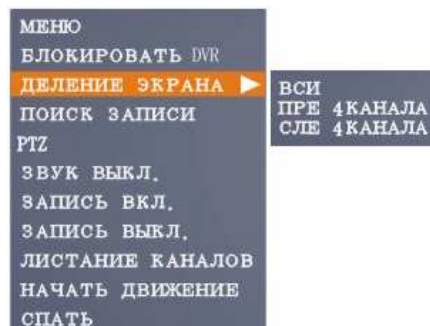 МЕНЮ
БЛОКИРОВАТЬ DVR
ДЕЛЕНИЕ ЭКРАНА
ВСИ
ПРЕ 4КАНАЛА
СЛЕ 4КАНАЛА
ПОИСК ЗАПИСИ
PTZ
ЗВУК ВЫКЛ.
ЗАПИСЬ ВКЛ.
ЗАПИСЬ ВЫКЛ.
ЛИСТАНИЕ КАНАЛОВ
НАЧАТЬ ДВИЖЕНИЕ
СПАТЬ